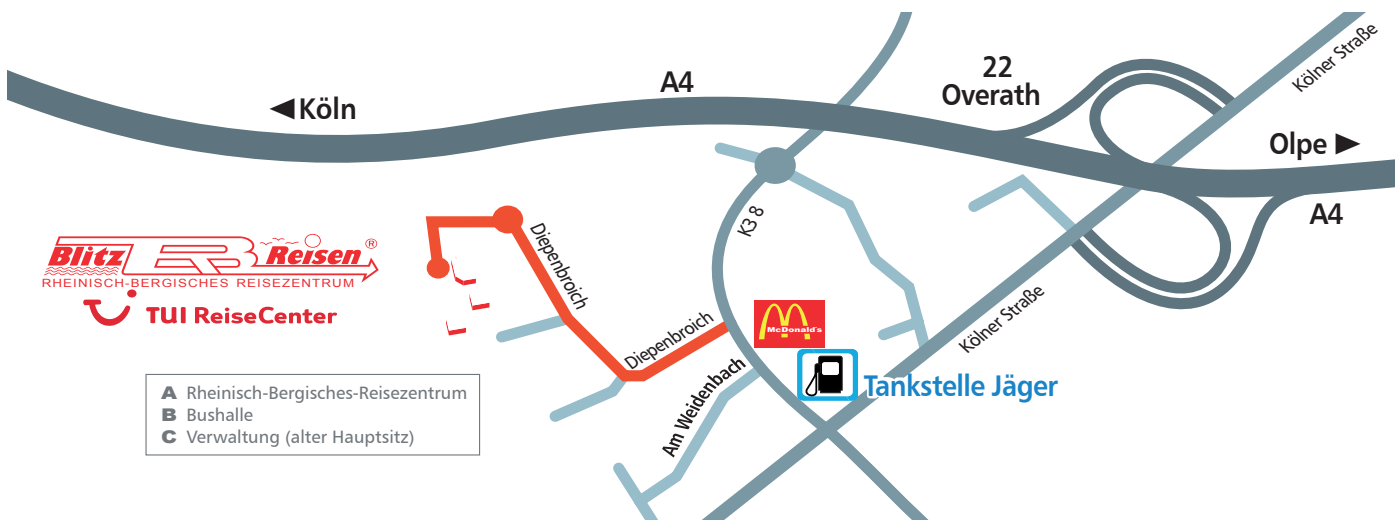 22
Overath
A4
Kölner Straße
◄Köln
Olpe ►
A4
K3 8
Diepenbroich
Blitz ERB Reisen®
RHEINISCH-BERGISCHES REISEZENTRUM
TUI ReiseCenter
Kölner Straße
McDonald's
Diepenbroich
Am Weidenbach
Tankstelle Jäger
A Rheinisch-Bergisches-Reisezentrum
B Bushalle
C Verwaltung (alter Hauptsitz)